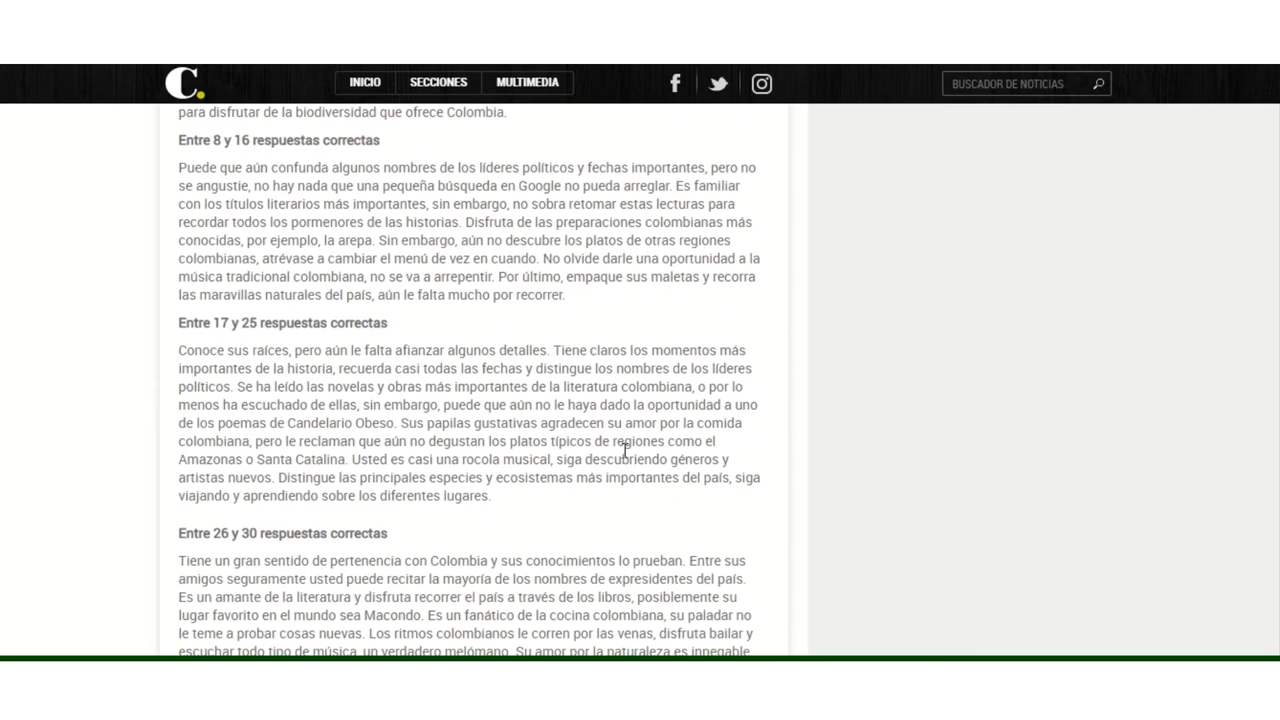 C.
INICIO
SECCIONES
MULTIMEDIA
BUSCADOR DE NOTICIAS
para disfrutar de la biodiversidad que ofrece Colombia.
Entre 8 y 16 respuestas correctas
Puede que aún confunda algunos nombres de los líderes políticos y fechas importantes, pero no
se angustie, no hay nada que una pequeña búsqueda en Google no pueda arreglar. Es familiar
con los títulos literarios más importantes, sin embargo, no sobra retomar estas lecturas para
recordar todos los pormenores de las historias. Disfruta de las preparaciones colombianas más
conocidas, por ejemplo, la arepa. Sin embargo, aún no descubre los platos de otras regiones
colombianas, atrévase a cambiar el menú de vez en cuando. No olvide darle una oportunidad a la
música tradicional colombiana, no se va a arrepentir. Por último, empaque sus maletas y recorra
las maravillas naturales del país, aún le falta mucho por recorrer.
Entre 17 y 25 respuestas correctas
Conoce sus raíces, pero aún le falta afianzar algunos detalles. Tiene claros los momentos más
importantes de la historia, recuerda casi todas las fechas y distingue los nombres de los líderes
políticos. Se ha leído las novelas y obras más importantes de la literatura colombiana, o por lo
menos ha escuchado de ellas, sin embargo, puede que aún no le haya dado la oportunidad a uno
de los poemas de Candelario Obeso. Sus papilas gustativas agradecen su amor por la comida
colombiana, pero le reclaman que aún no degustan los platos típicos de regiones como el
Amazonas o Santa Catalina. Usted es casi una rocola musical, siga descubriendo géneros y
artistas nuevos. Distingue las principales especies y ecosistemas más importantes del país, siga
viajando y aprendiendo sobre los diferentes lugares.
Entre 26 y 30 respuestas correctas
Tiene un gran sentido de pertenencia con Colombia y sus conocimientos lo prueban. Entre sus
amigos seguramente usted puede recitar la mayoría de los nombres de expresidentes del país.
Es un amante de la literatura y disfruta recorrer el país a través de los libros, posiblemente su
lugar favorito en el mundo sea Macondo. Es un fanático de la cocina colombiana, su paladar no
le teme a probar cosas nuevas. Los ritmos colombianos le corren por las venas, disfruta bailar y
escuchar todo tipo de música, un verdadero melómano. Su amor por la naturaleza es innegable